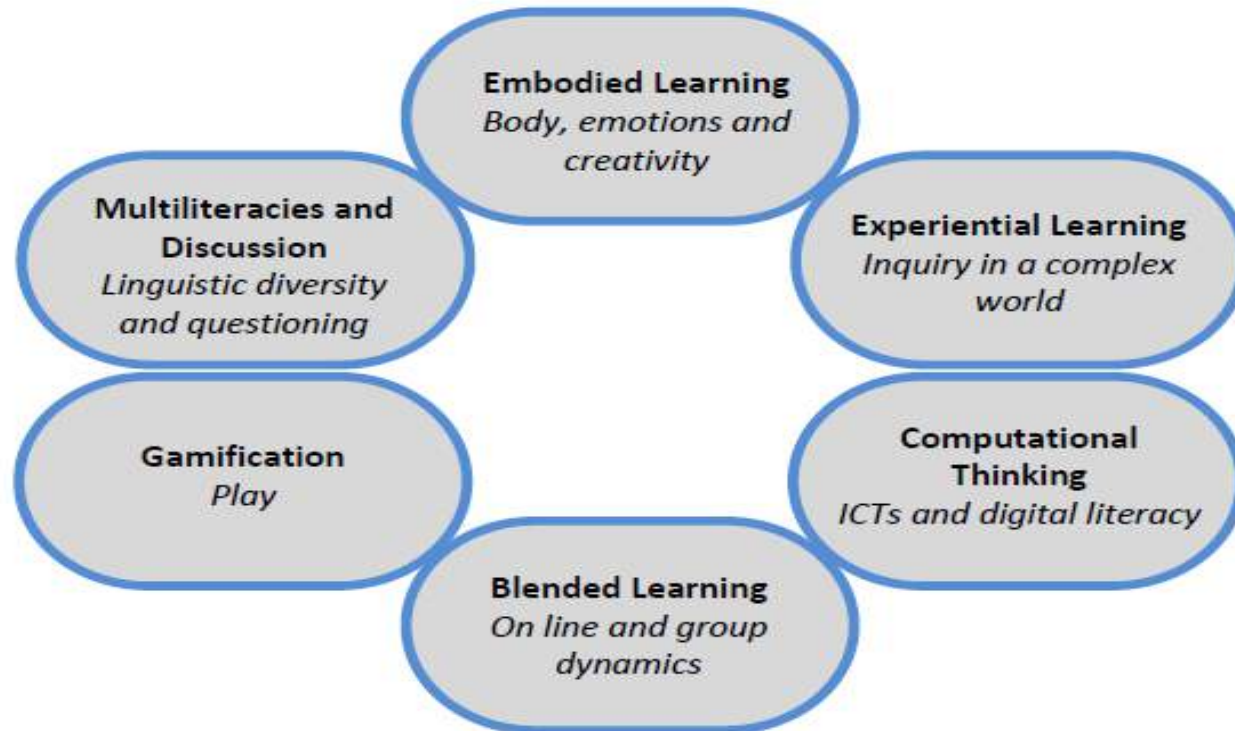 Embodied Learning
Body, emotions and
creativity
Multiliteracies and
Discussion
Linguistic diversity
and questioning
Experiential Learning
Inquiry in a complex
world
Gamification
Play
Computational
Thinking
ICTs and digital literacy
Blended Learning
On line and group
dynamics